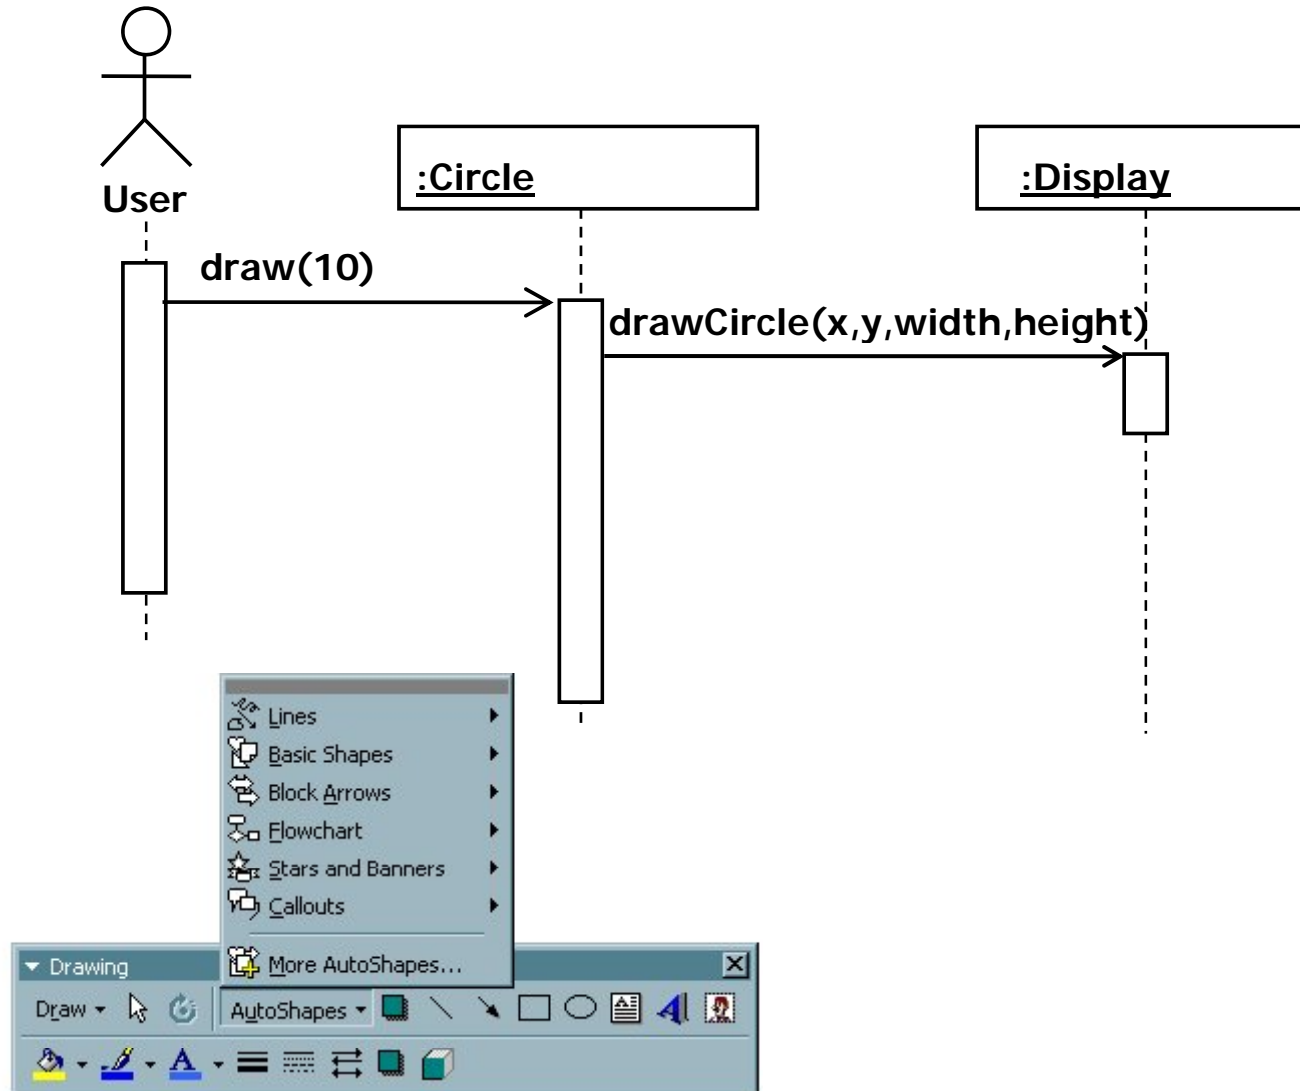 User
:Circle
:Display
draw(10)
drawCircle(x,y,width,height)
Lines
Basic Shapes
Block Arrows
Flowchart
Stars and Banners
Callouts
More AutoShapes...
Drawing
Draw
AutoShapes